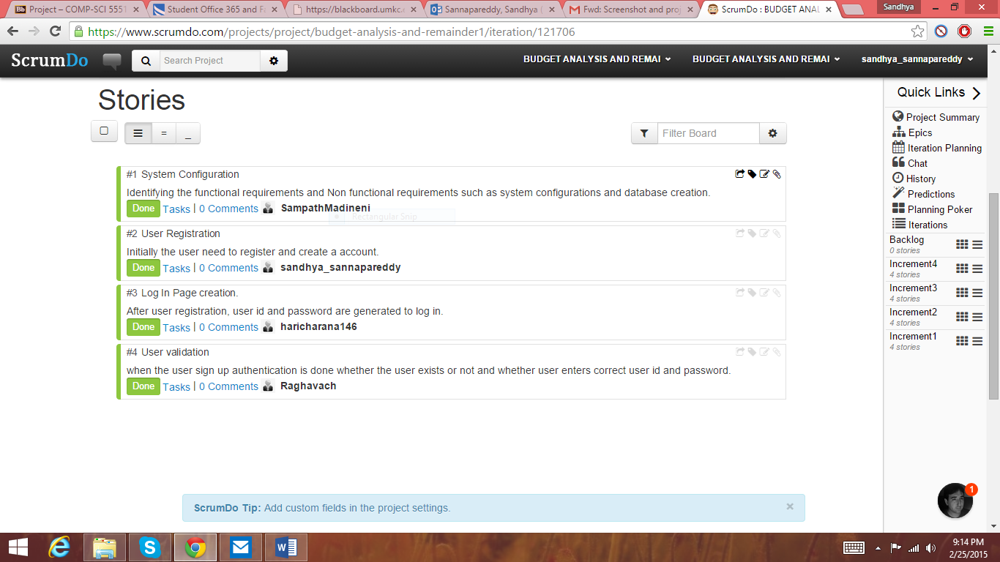 Project – COMP-SCI 5551
Student Office 365 and Fa
https://blackboard.umkc.e
Sannapareddy, Sandhya (
Fwd: Screenshot and proj
ScrumDo : BUDGET ANAL
Sandhya
https://www.scrumdo.com/projects/project/budget-analysis-and-remainder1/iteration/121706
ScrumDo
Search Project
BUDGET ANALYSIS AND REMAI
BUDGET ANALYSIS AND REMAI
sandhya_sannapareddy
Stories
Filter Board
#1 System Configuration
Identifying the functional requirements and Non functional requirements such as system configurations and database creation.
Done Tasks | 0 Comments SampathMadineni
Rectangular Snip
#2 User Registration
Initially the user need to register and create a account.
Done Tasks | 0 Comments sandhya_sannapareddy
#3 Log In Page creation.
After user registration, user id and password are generated to log in.
Done Tasks | 0 Comments haricharana146
#4 User validation
when the user sign up authentication is done whether the user exists or not and whether user enters correct user id and password.
Done Tasks | 0 Comments Raghavach
Quick Links
Project Summary
Epics
Iteration Planning
Chat
History
Predictions
Planning Poker
Iterations
Backlog
0 stories
Increment4
4 stories
Increment3
4 stories
Increment2
4 stories
Increment1
4 stories
ScrumDo Tip: Add custom fields in the project settings.
1
9:14 PM
2/25/2015